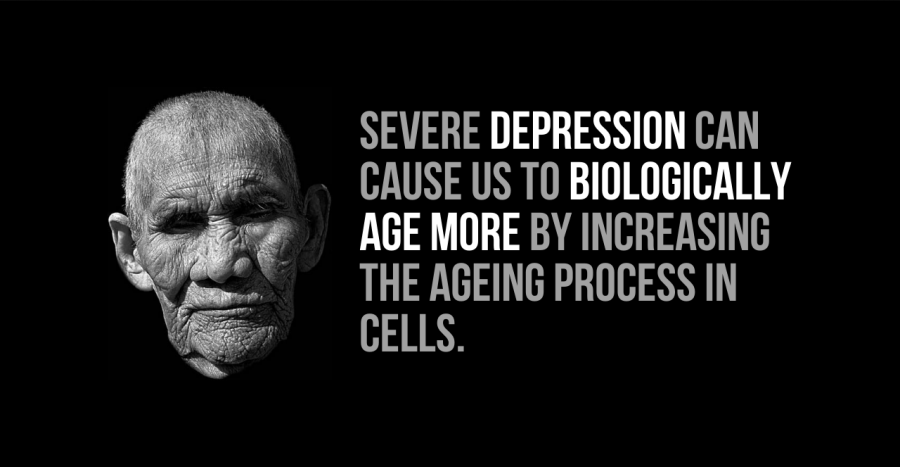 SEVERE DEPRESSION CAN
CAUSE US TO BIOLOGICALLY
AGE MORE BY INCREASING
THE AGEING PROCESS IN
CELLS.